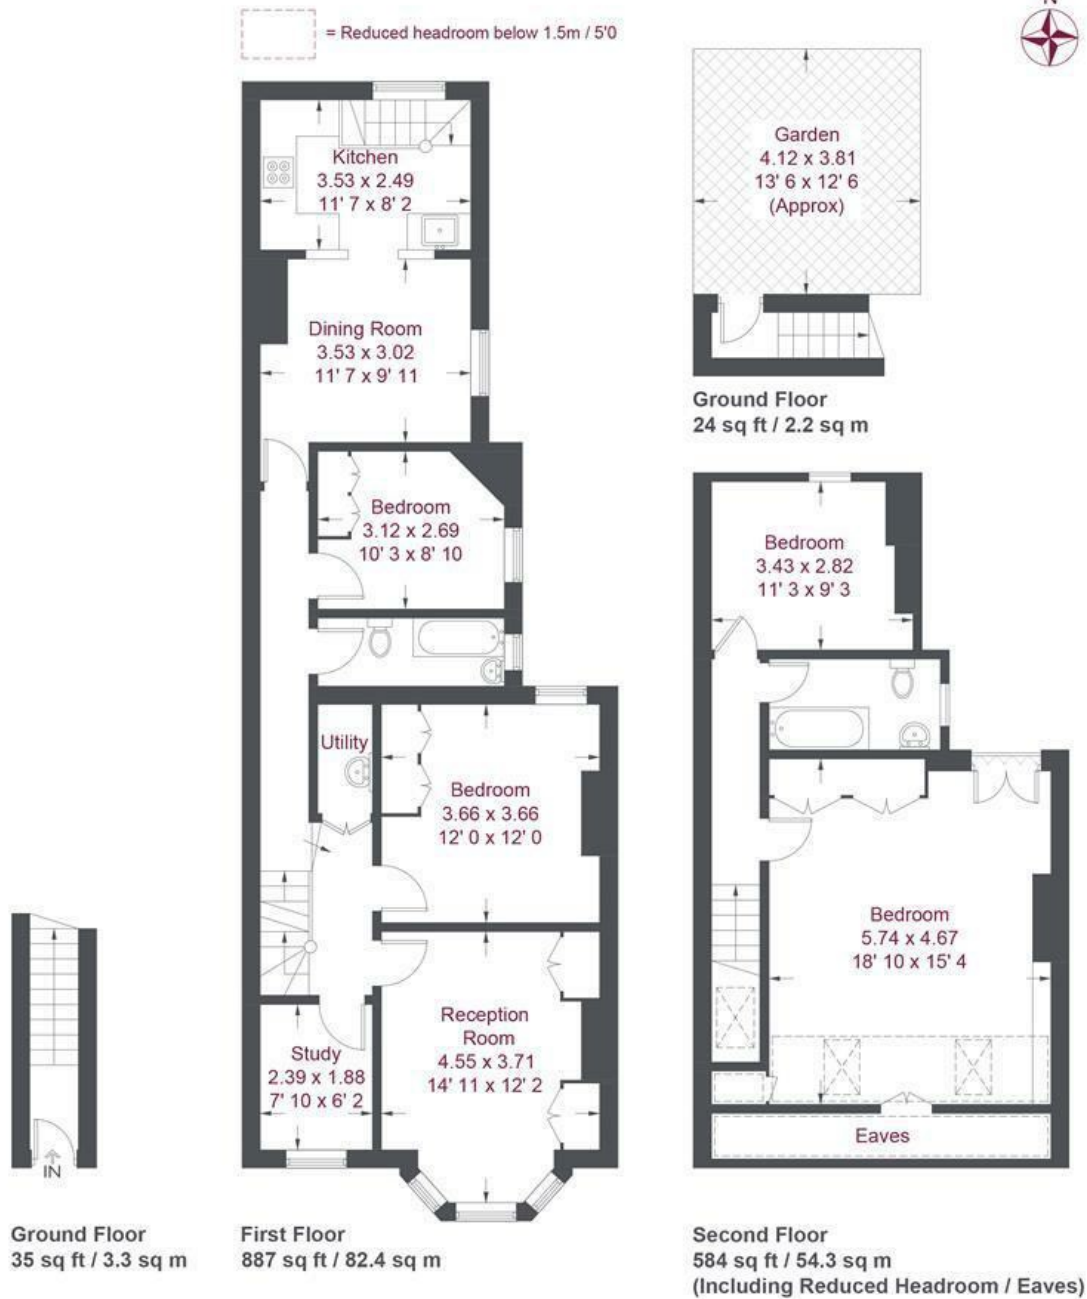 N
= Reduced headroom below 1.5m / 5'0
Kitchen
3.53 x 2.49
11' 7 x 8' 2
Dining Room
3.53 x 3.02
11' 7 x 9' 11
Bedroom
3.12 x 2.69
10' 3 x 8' 10
Utility
Bedroom
3.66 x 3.66
12' 0 x 12' 0
Reception
Room
4.55 x 3.71
14' 11 x 12' 2
Study
2.39 x 1.88
7' 10 x 6' 2
IN
Ground Floor
35 sq ft / 3.3 sq m
First Floor
887 sq ft / 82.4 sq m
Garden
4.12 x 3.81
13' 6 x 12' 6
(Approx)
Ground Floor
24 sq ft / 2.2 sq m
Bedroom
3.43 x 2.82
11' 3 x 9' 3
Bedroom
5.74 x 4.67
18' 10 x 15' 4
Eaves
Second Floor
584 sq ft / 54.3 sq m
(Including Reduced Headroom / Eaves)